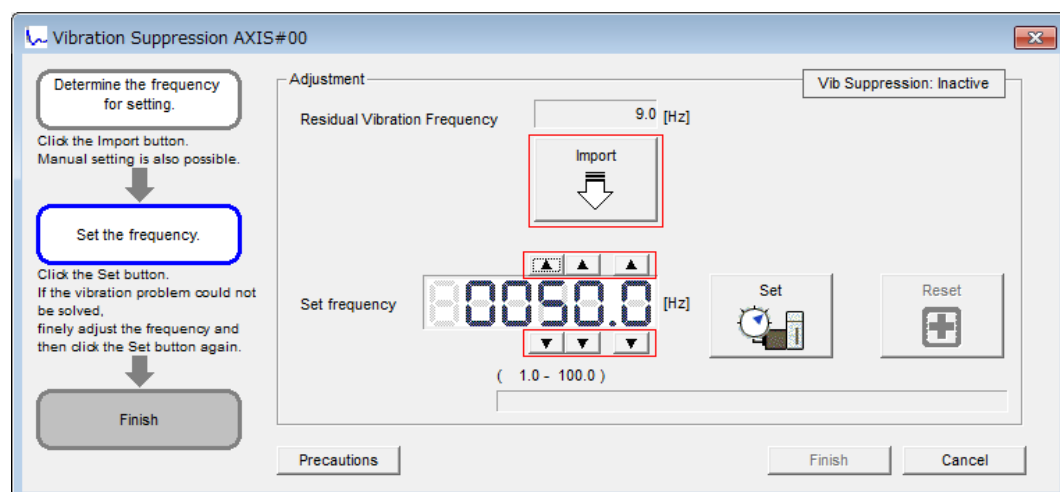 Vibration Suppression AXIS#00
Determine the frequency
for setting.
Click the Import button.
Manual setting is also possible.
Set the frequency.
Click the Set button.
If the vibration problem could not
be solved,
finely adjust the frequency and
then click the Set button again.
Finish
Adjustment
Vib Suppression: Inactive
Residual Vibration Frequency 9.0 [Hz]
Import
Set frequency 0050.0 [Hz]
( 1.0 - 100.0 )
Set
Reset
Precautions
Finish
Cancel